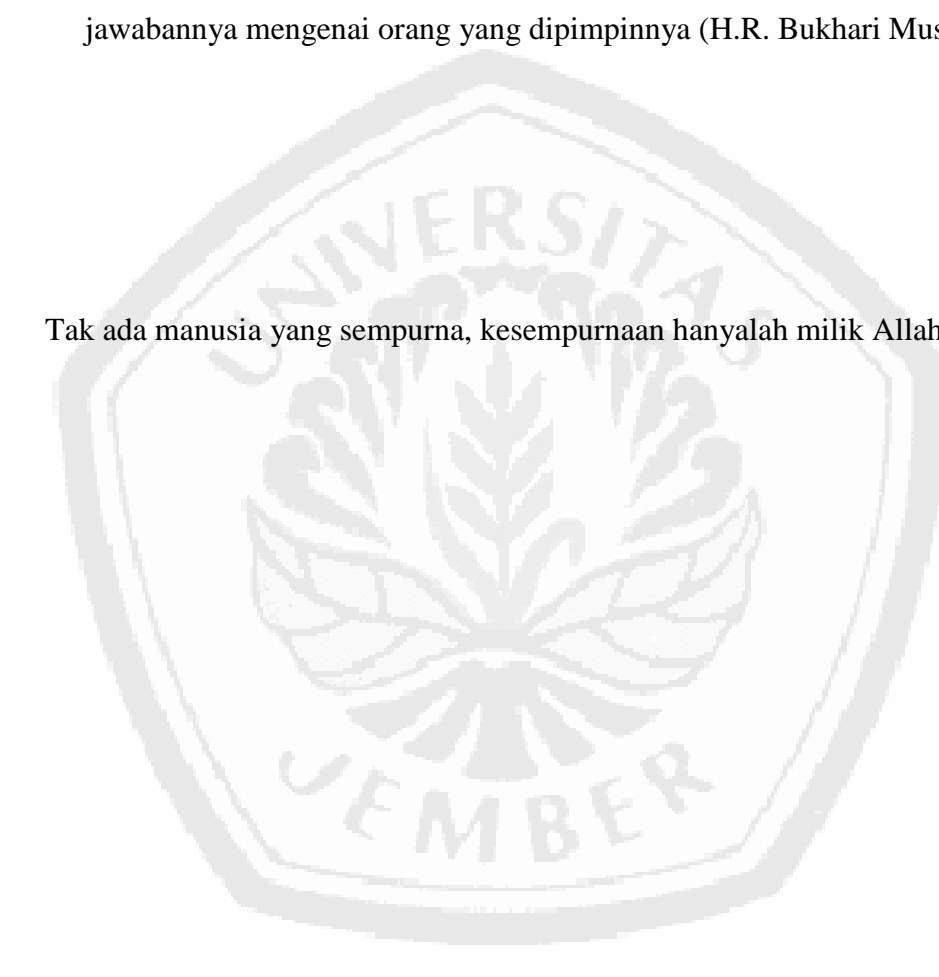 jawabannya mengenai orang yang dipimpinnya (H.R. Bukhari Mus
UNIVERSITAS
Tak ada manusia yang sempurna, kesempurnaan hanyalah milik Allah
JEMBER